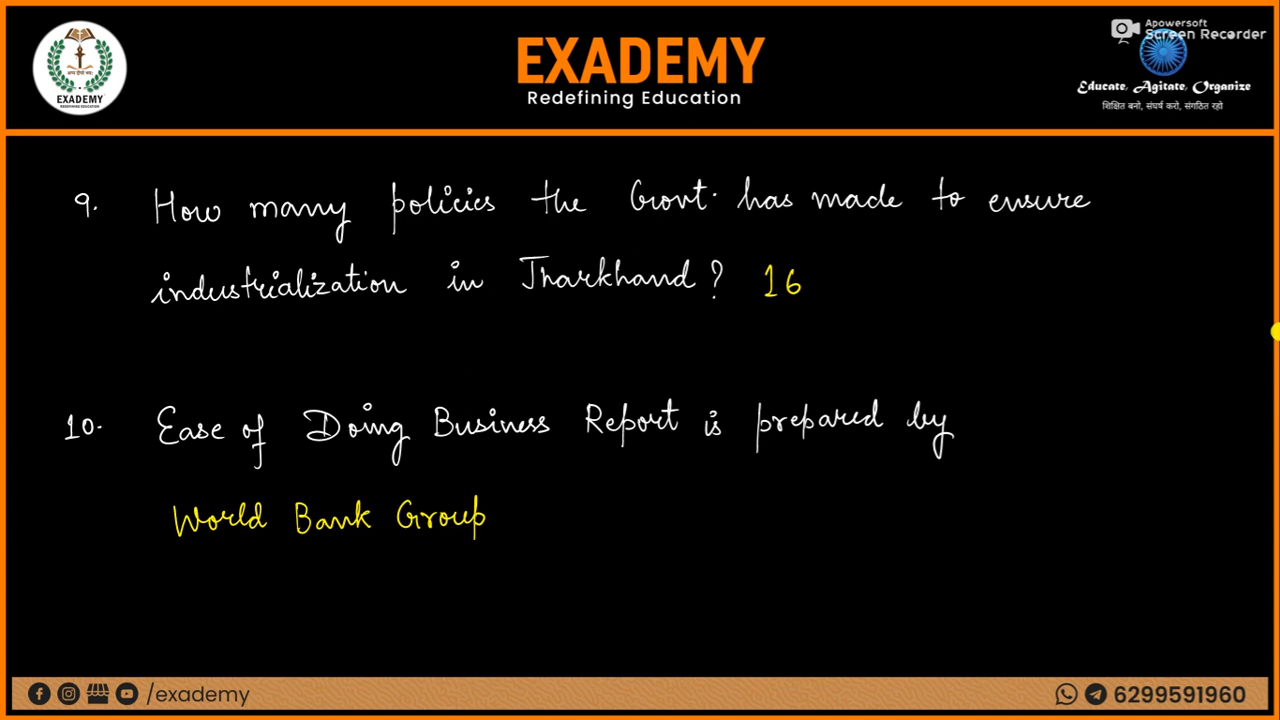 EXADEMY
REDEFINING EDUCATION
EXADEMY
Redefining Education
Apowersoft
Screen Recorder
Educate, Agitate, Organize
शिक्षित बनो, संघर्ष करो, संगठित रहो
9. How many policies the Govt. has made to ensure
industrialization in Jharkhand? 16
10. Ease of Doing Business Report is prepared by
World Bank Group
/exademy
6299591960